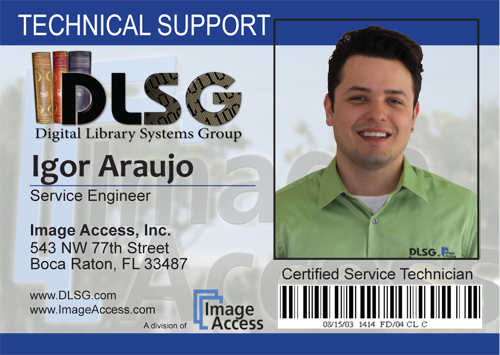 TECHNICAL SUPPORT
DLSG
Digital Library Systems Group
Igor Araujo
Service Engineer
Image Access, Inc.
543 NW 77th Street
Boca Raton, FL 33487
www.DLSG.com
www.ImageAccess.com
A division of
Image
Access
DLSG.
Certified Service Technician
08/15/03 1414 FD/04 CL C
Image
Access